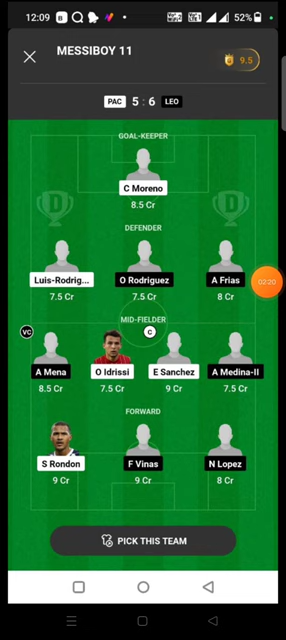 12:09
52%
MESSIBOY 11
9.5
PAC 5 : 6 LEO
GOAL-KEEPER
C Moreno
8.5 Cr
DEFENDER
Luis-Rodrig... O Rodriguez A Frias
7.5 Cr 7.5 Cr 8 Cr
02:20
MID-FIELDER
VC C
A Mena O Idrissi E Sanchez A Medina-II
8.5 Cr 7.5 Cr 9 Cr 7.5 Cr
FORWARD
S Rondon F Vinas N Lopez
9 Cr 9 Cr 8 Cr
PICK THIS TEAM